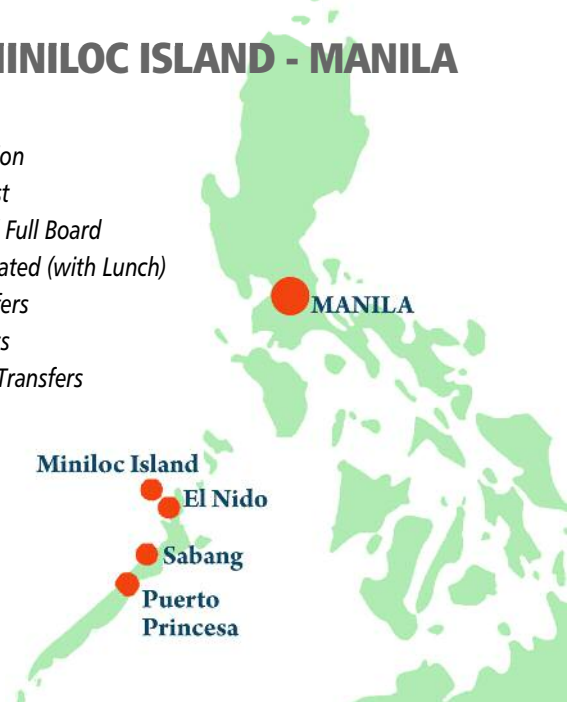 MINILOC ISLAND - MANILA
on
st
Full Board
ated (with Lunch)
fers
s
Transfers
MANILA
Miniloc Island
El Nido
Sabang
Puerto
Princesa